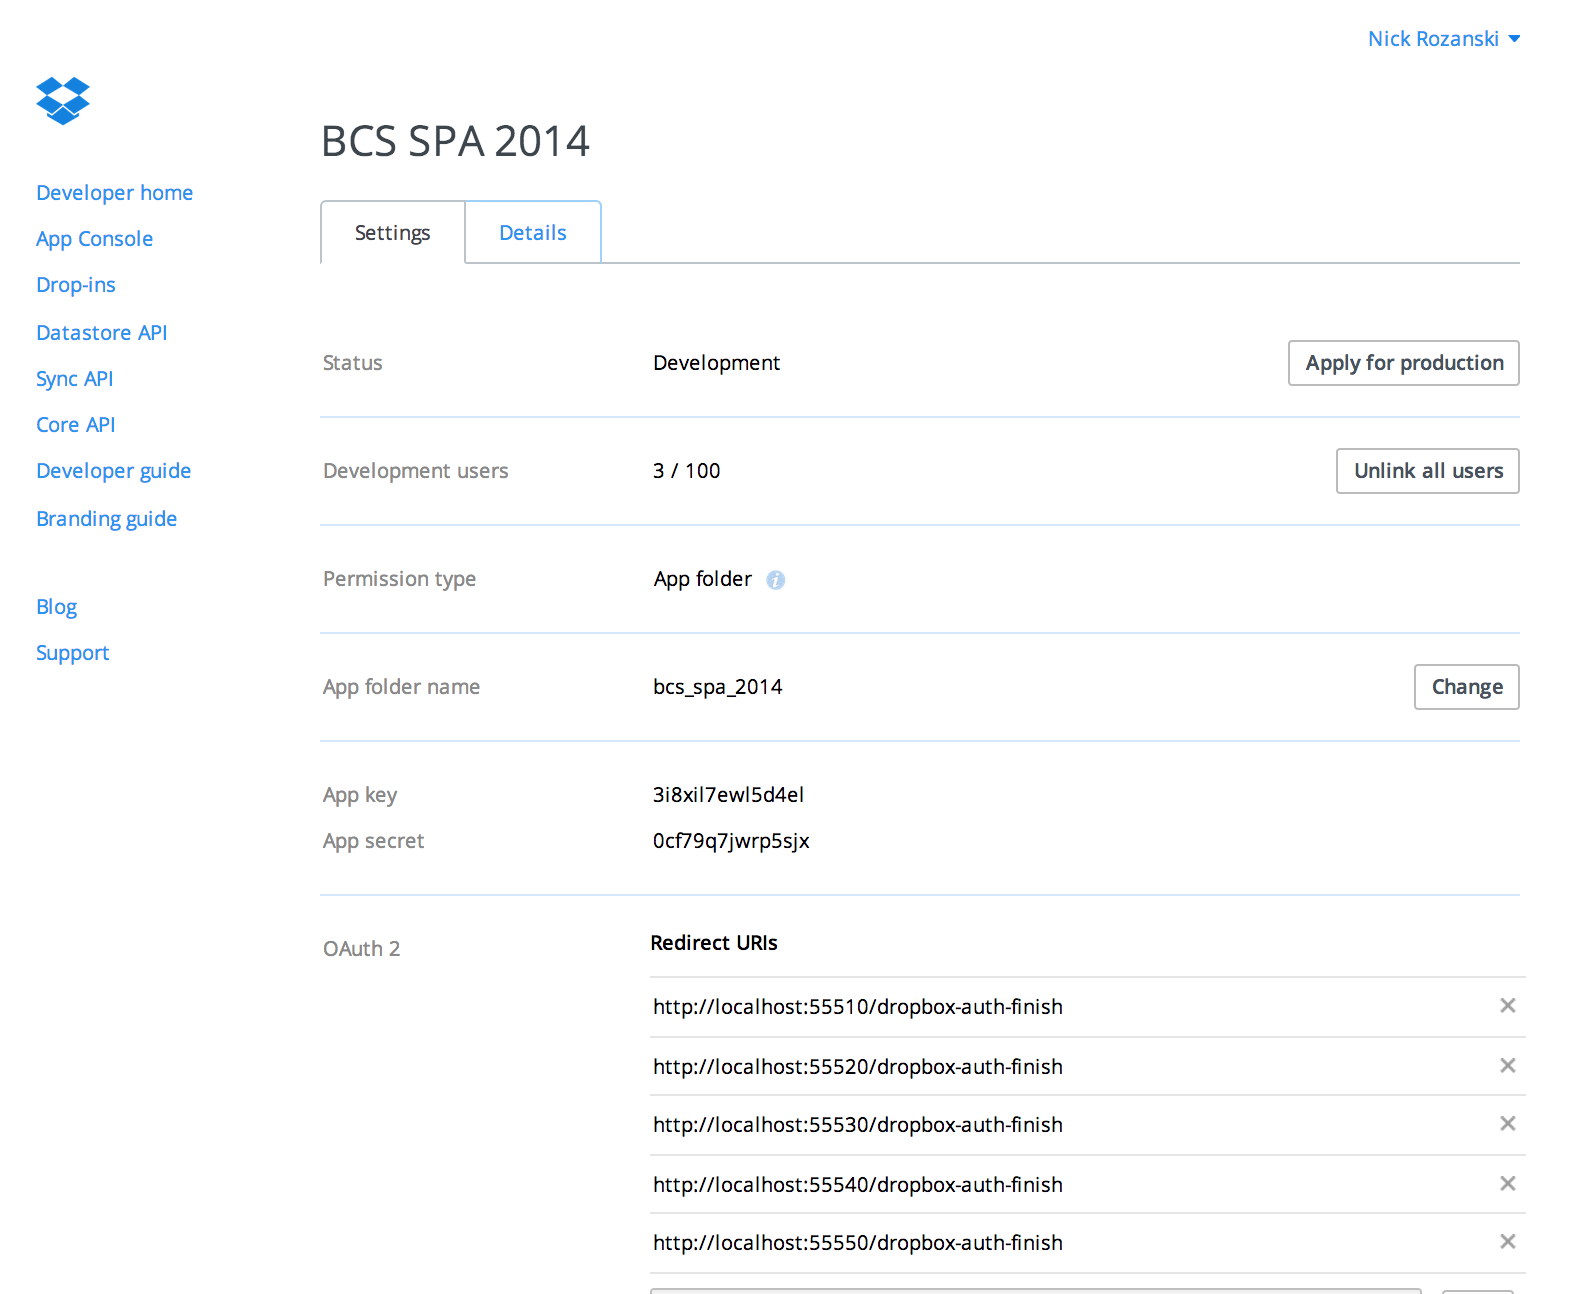 Nick Rozanski
BCS SPA 2014
Developer home
App Console
Drop-ins
Datastore API
Sync API
Core API
Developer guide
Branding guide
Blog
Support
Settings Details
Status Development Apply for production
Development users 3 / 100 Unlink all users
Permission type App folder i
App folder name bcs_spa_2014 Change
App key 3i8xil7ewl5d4el
App secret 0cf79q7jwrp5sjx
OAuth 2 Redirect URIs
http://localhost:55510/dropbox-auth-finish
http://localhost:55520/dropbox-auth-finish
http://localhost:55530/dropbox-auth-finish
http://localhost:55540/dropbox-auth-finish
http://localhost:55550/dropbox-auth-finish